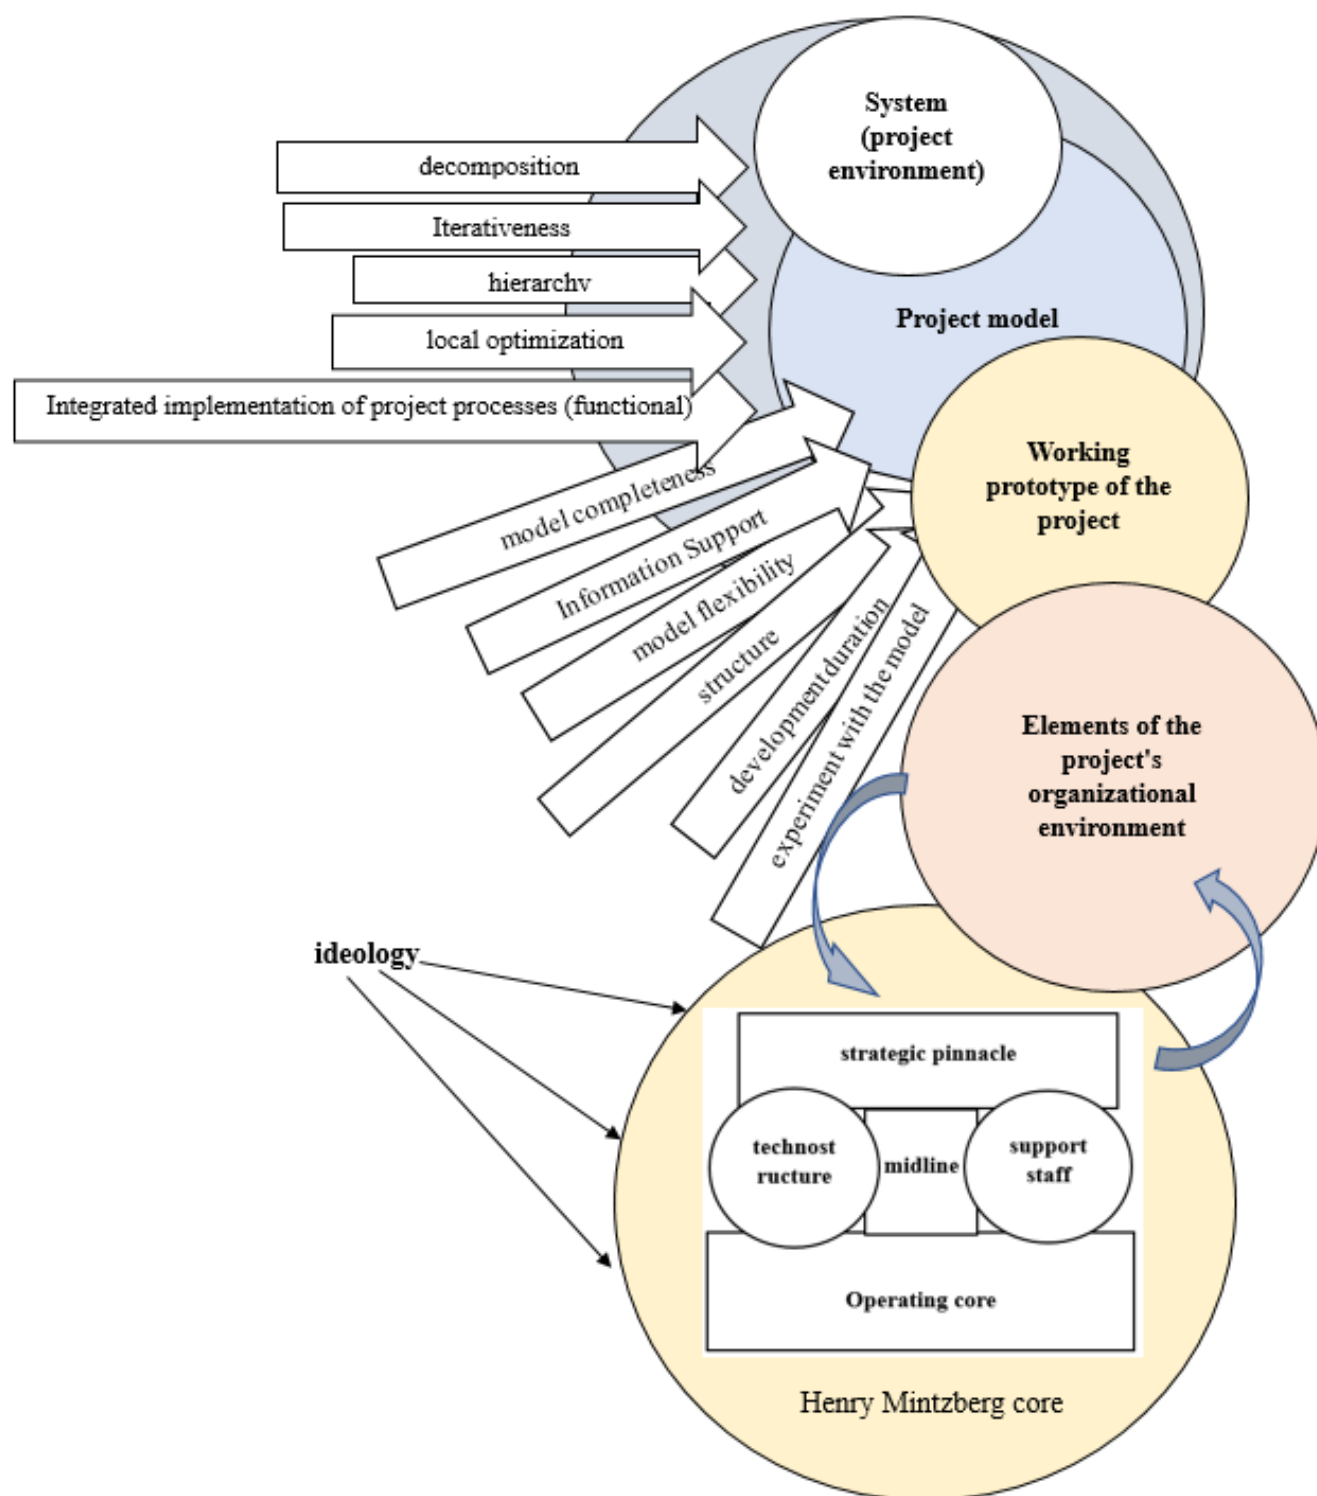 System
(project
environment)
decomposition
Iterativeness
hierarchy
local optimization
Project model
Integrated implementation of project processes (functional)
Working
prototype of the
project
model completeness
Information Support
model flexibility
structure
development duration
experiment with the model
Elements of the
project's
organizational
environment
ideology
strategic pinnacle
technost
ructure
midline
support
staff
Operating core
Henry Mintzberg core